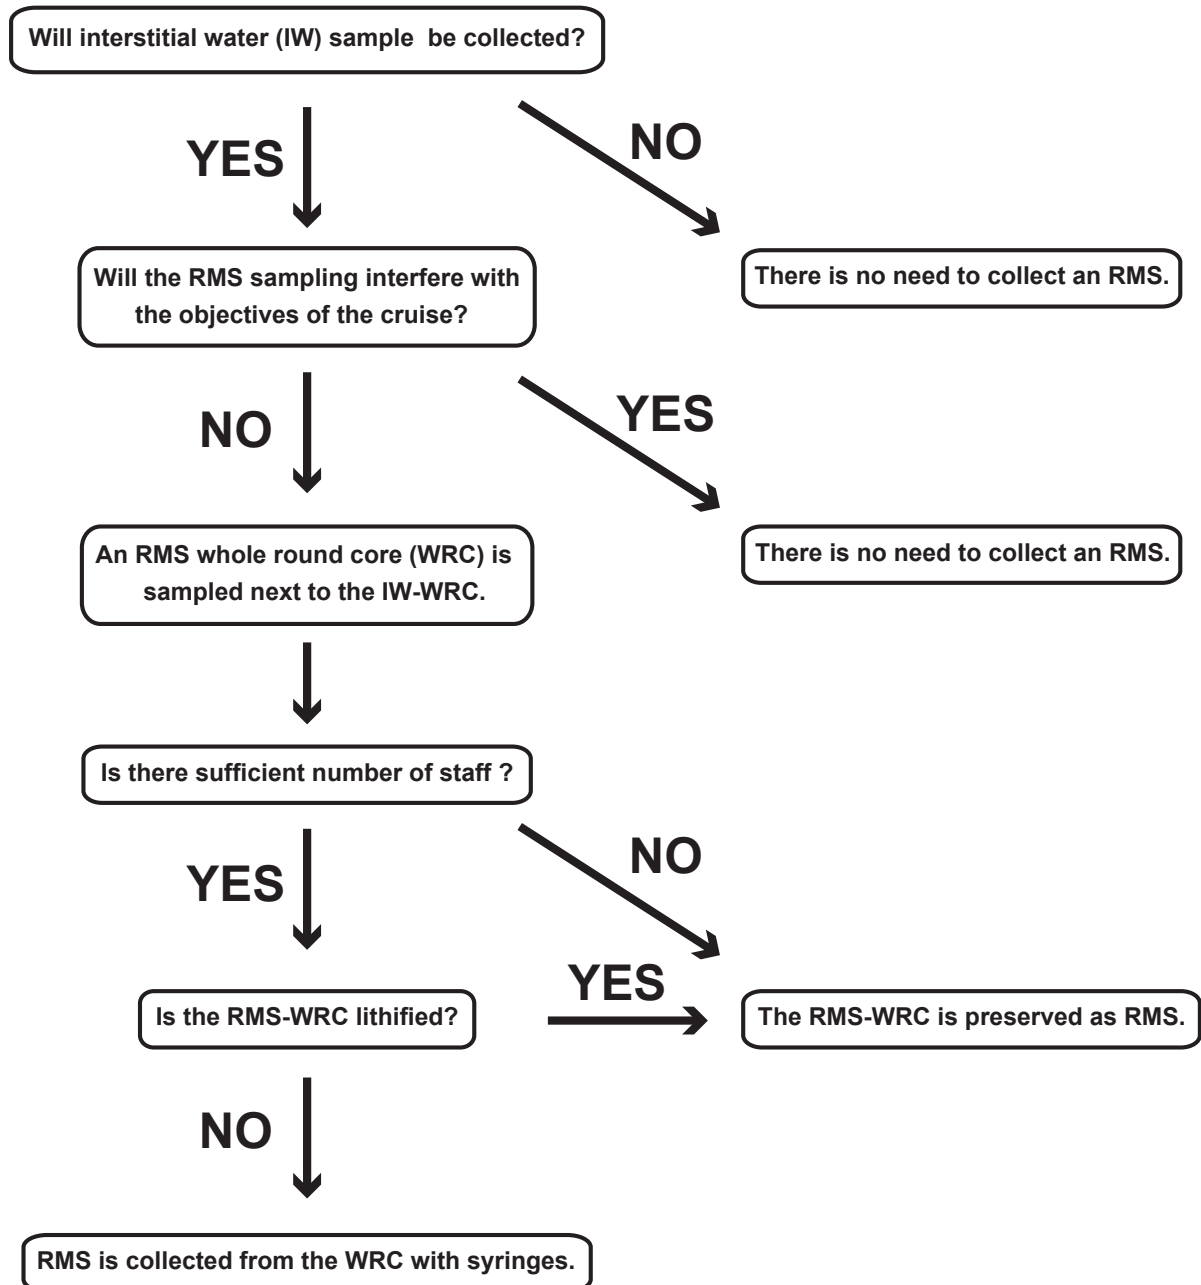 Will interstitial water (IW) sample be collected?
YES
NO
Will the RMS sampling interfere with
the objectives of the cruise?
There is no need to collect an RMS.
NO
YES
An RMS whole round core (WRC) is
sampled next to the IW-WRC.
There is no need to collect an RMS.
Is there sufficient number of staff ?
YES
NO
Is the RMS-WRC lithified?
YES
The RMS-WRC is preserved as RMS.
NO
RMS is collected from the WRC with syringes.